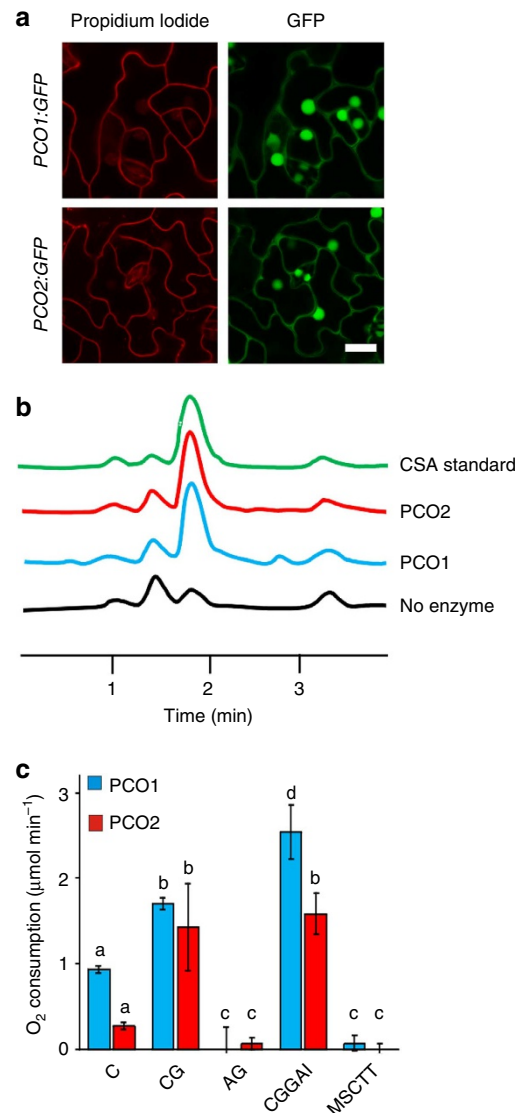 a
Propidium Iodide GFP
PCO1:GFP
PCO2:GFP
b
CSA standard
PCO2
PCO1
No enzyme
1 2 3
Time (min)
c
PCO1
PCO2
O₂ consumption (μmol min⁻¹)
3
2
1
0
a a b b c c d b c c
C CG AG CGGAI MSCTT